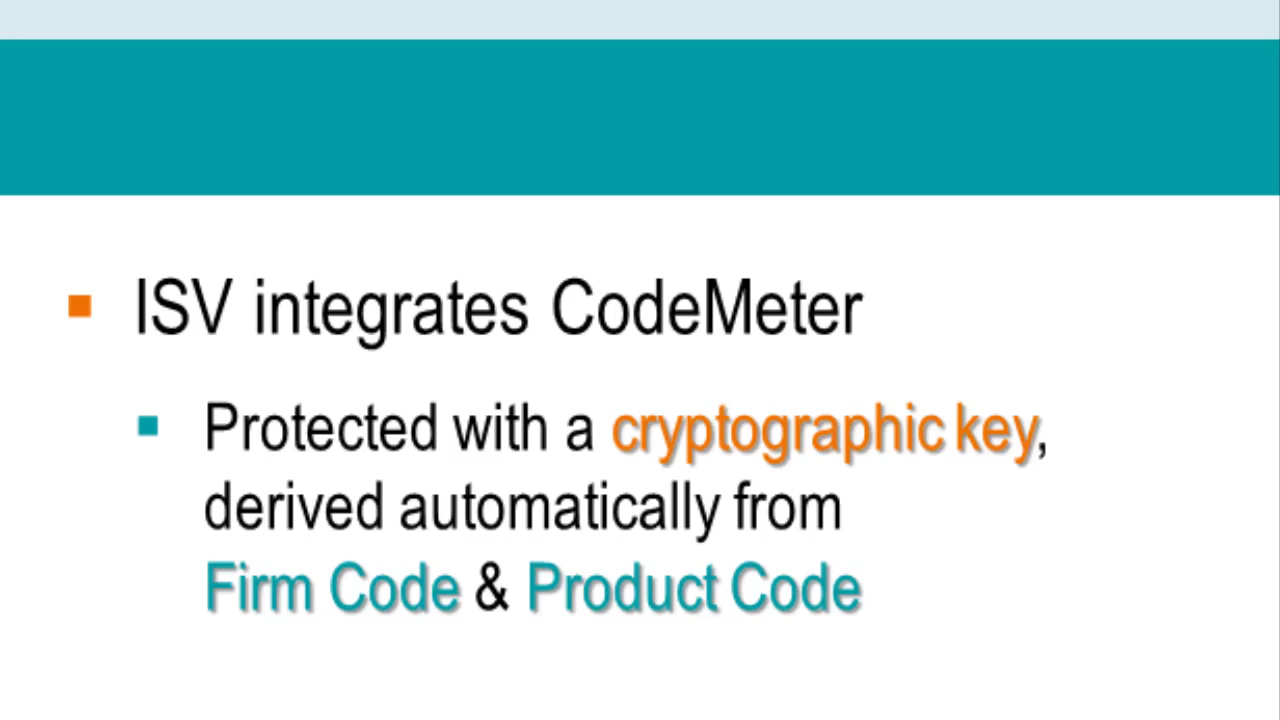 ISV integrates CodeMeter
Protected with a cryptographic key,
derived automatically from
Firm Code & Product Code